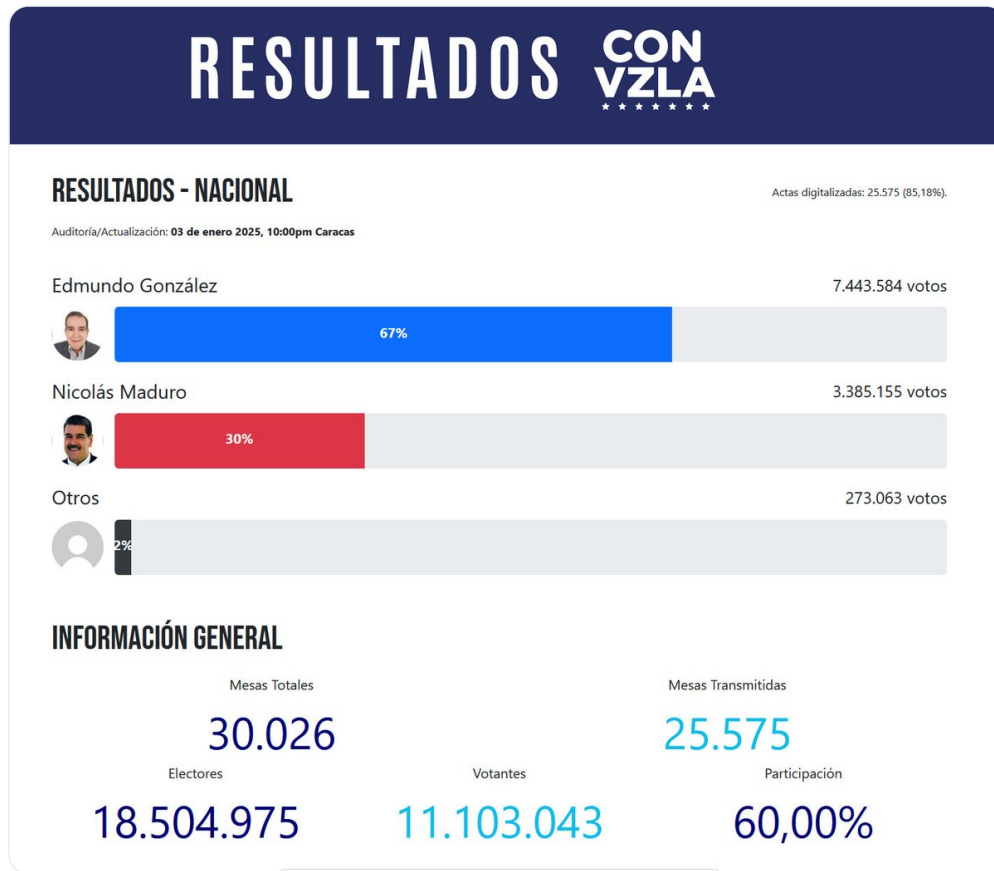 RESULTADOS CON VZLA
RESULTADOS - NACIONAL
Actas digitalizadas: 25.575 (85,18%).
Auditoría/Actualización: 03 de enero 2025, 10:00pm Caracas
Edmundo González 7.443.584 votos
67%
Nicolás Maduro 3.385.155 votos
30%
Otros 273.063 votos
2%
INFORMACIÓN GENERAL
Mesas Totales Mesas Transmitidas
30.026 25.575
Electores Votantes Participación
18.504.975 11.103.043 60,00%